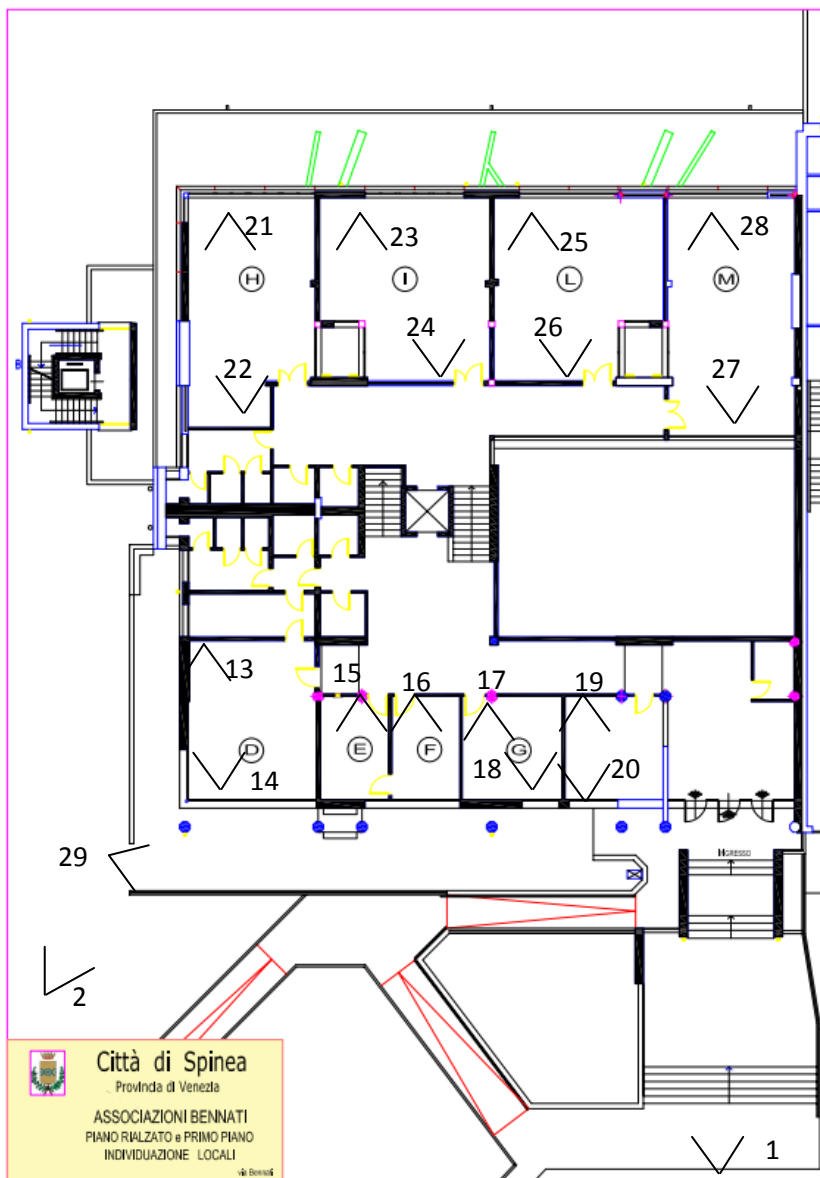 21
23
25
28
H
I
L
M
24
26
22
27
13
15
16
17
19
D
E
F
G
14
18
20
29
INGRESSO
2
Città di Spinea
Provincia di Venezia
ASSOCIAZIONI BENNATI
PIANO RIALZATO e PRIMO PIANO
INDIVIDUAZIONE LOCALI
via Bennati
1